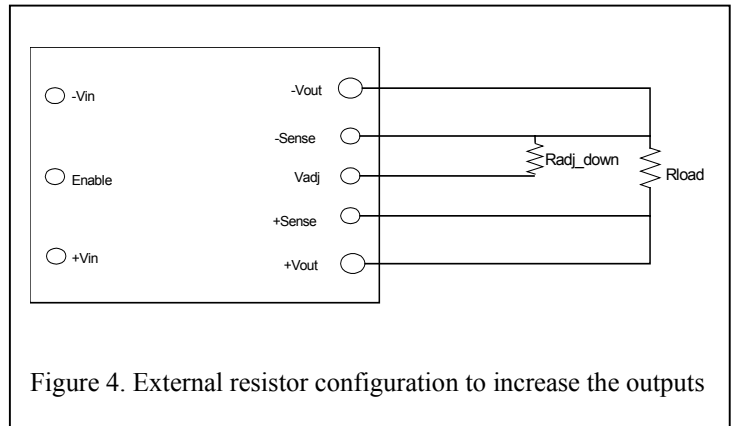 -Vin
-Vout
-Sense
Radj_down
Rload
Enable
Vadj
+Sense
+Vin
+Vout
Figure 4. External resistor configuration to increase the outputs